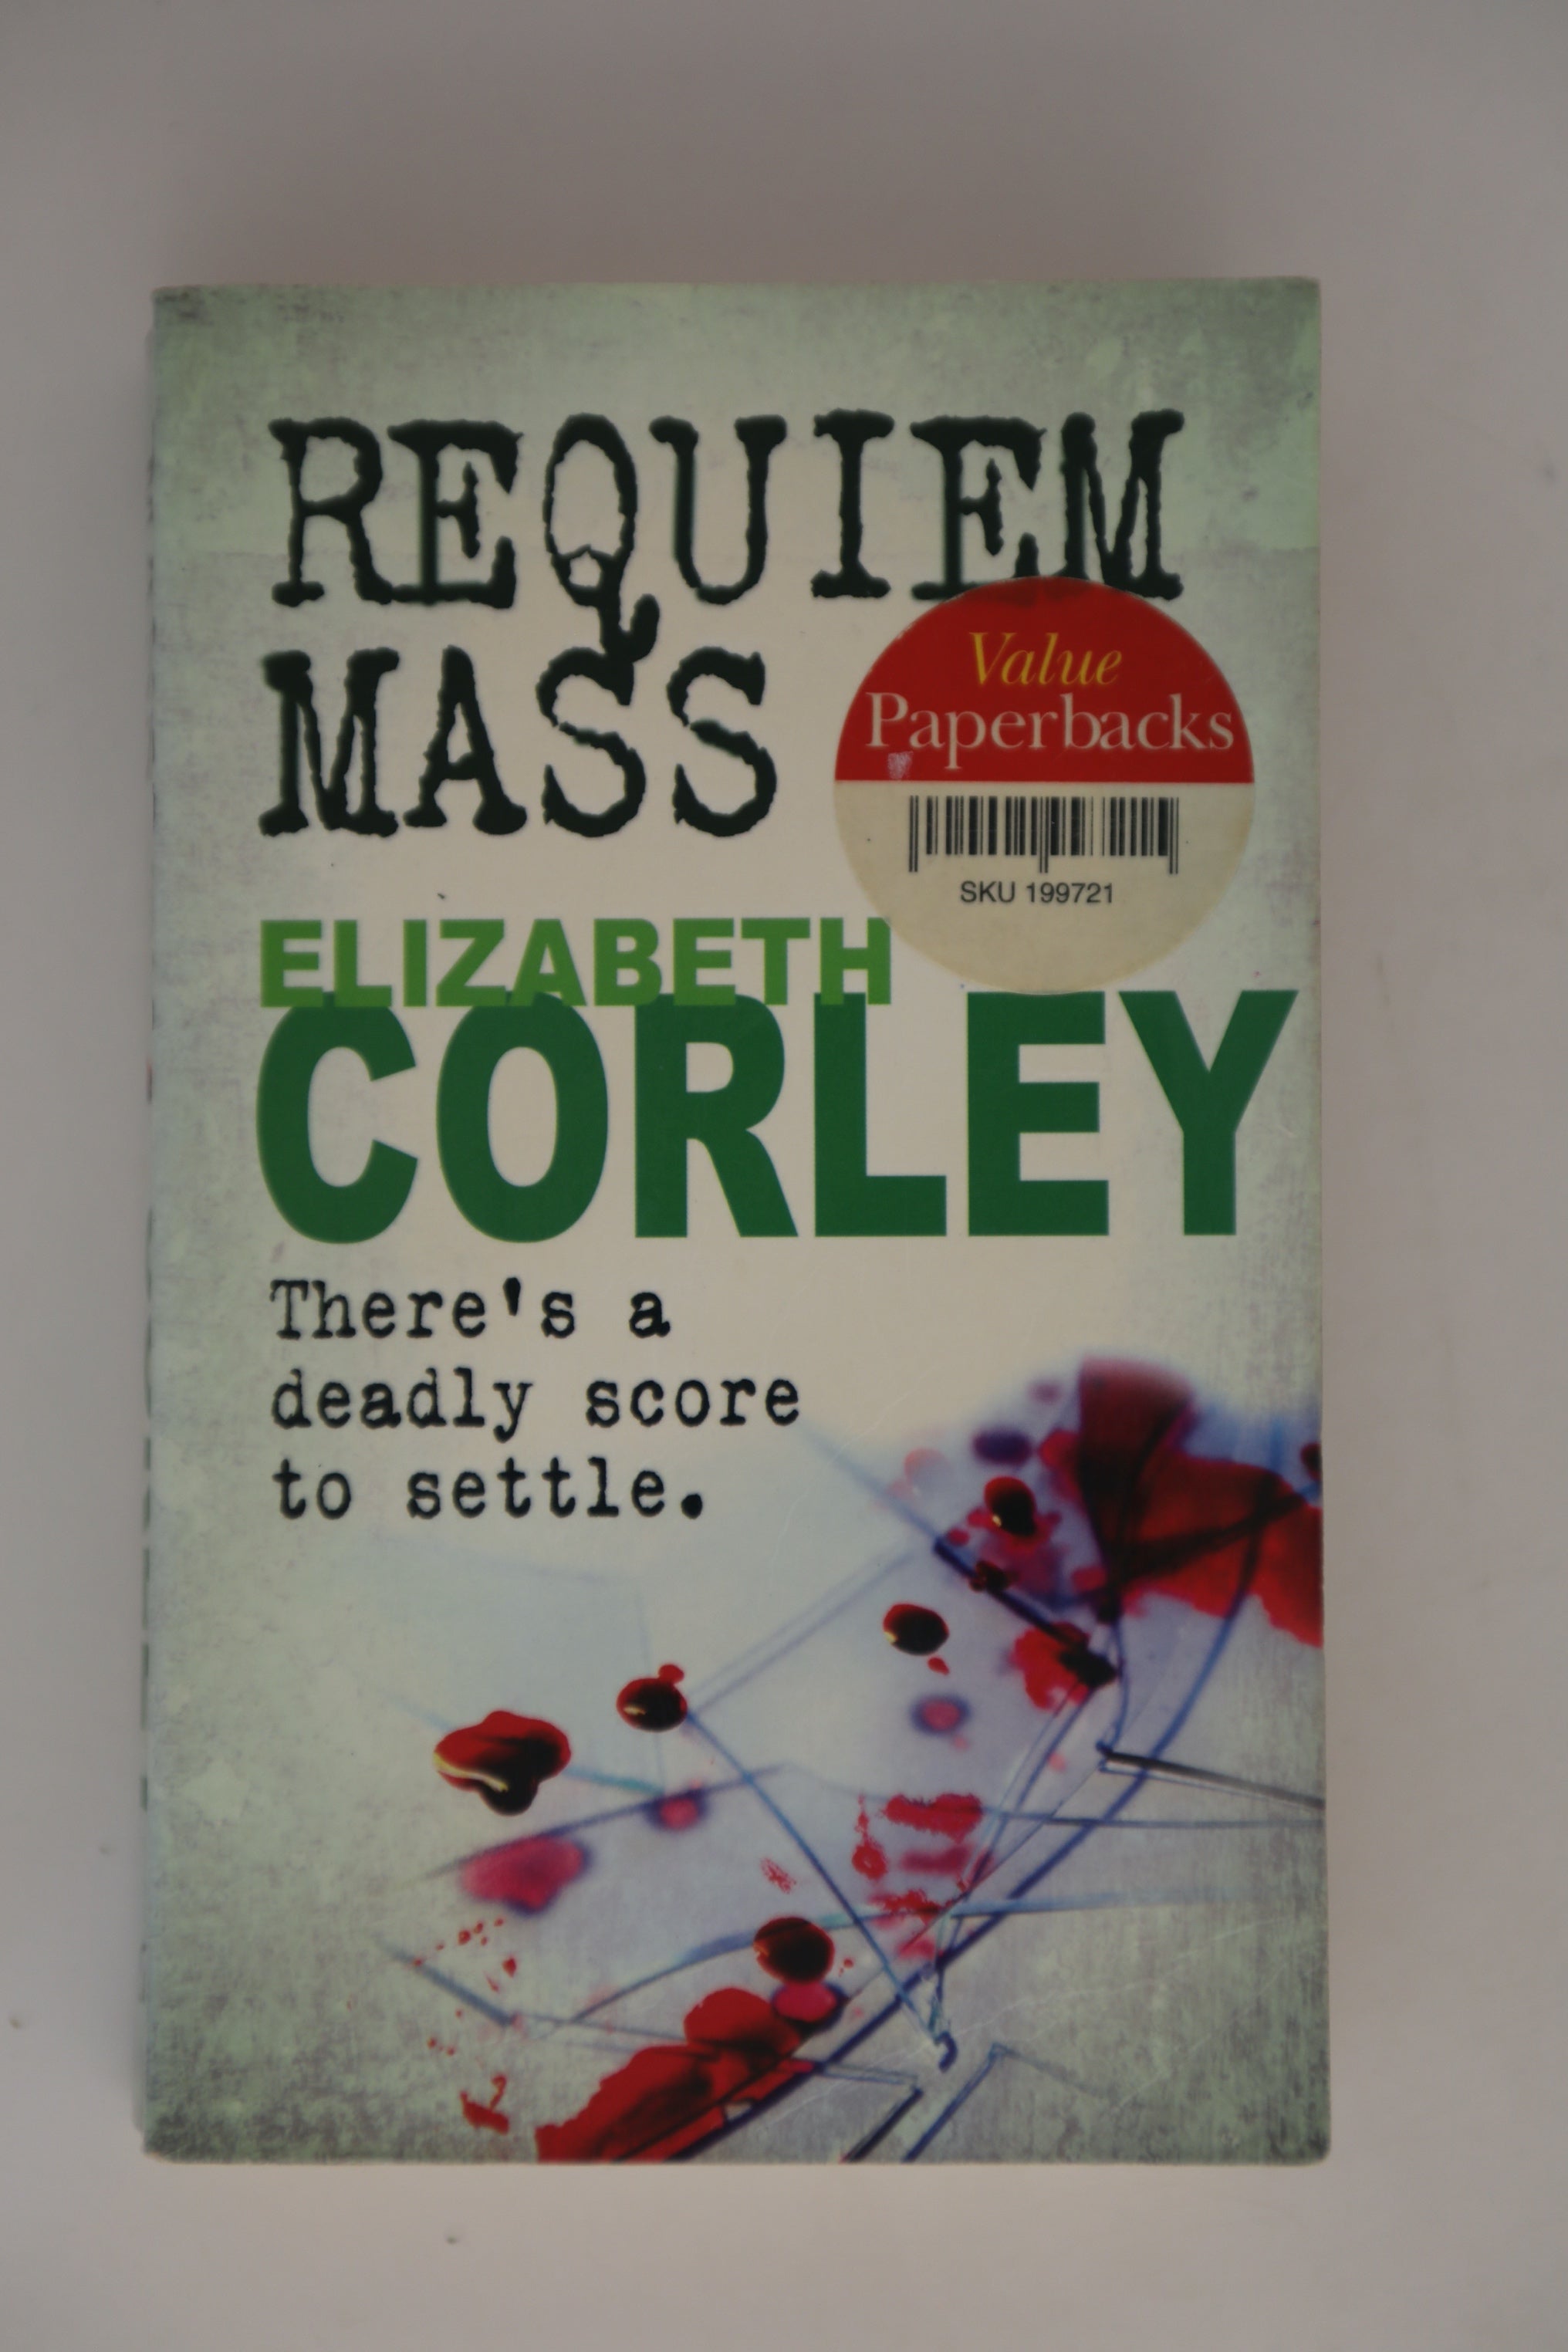 REQUIEM
MASS
Value
Paperbacks
SKU 199721
ELIZABETH
CORLEY
There's a
deadly score
to settle.